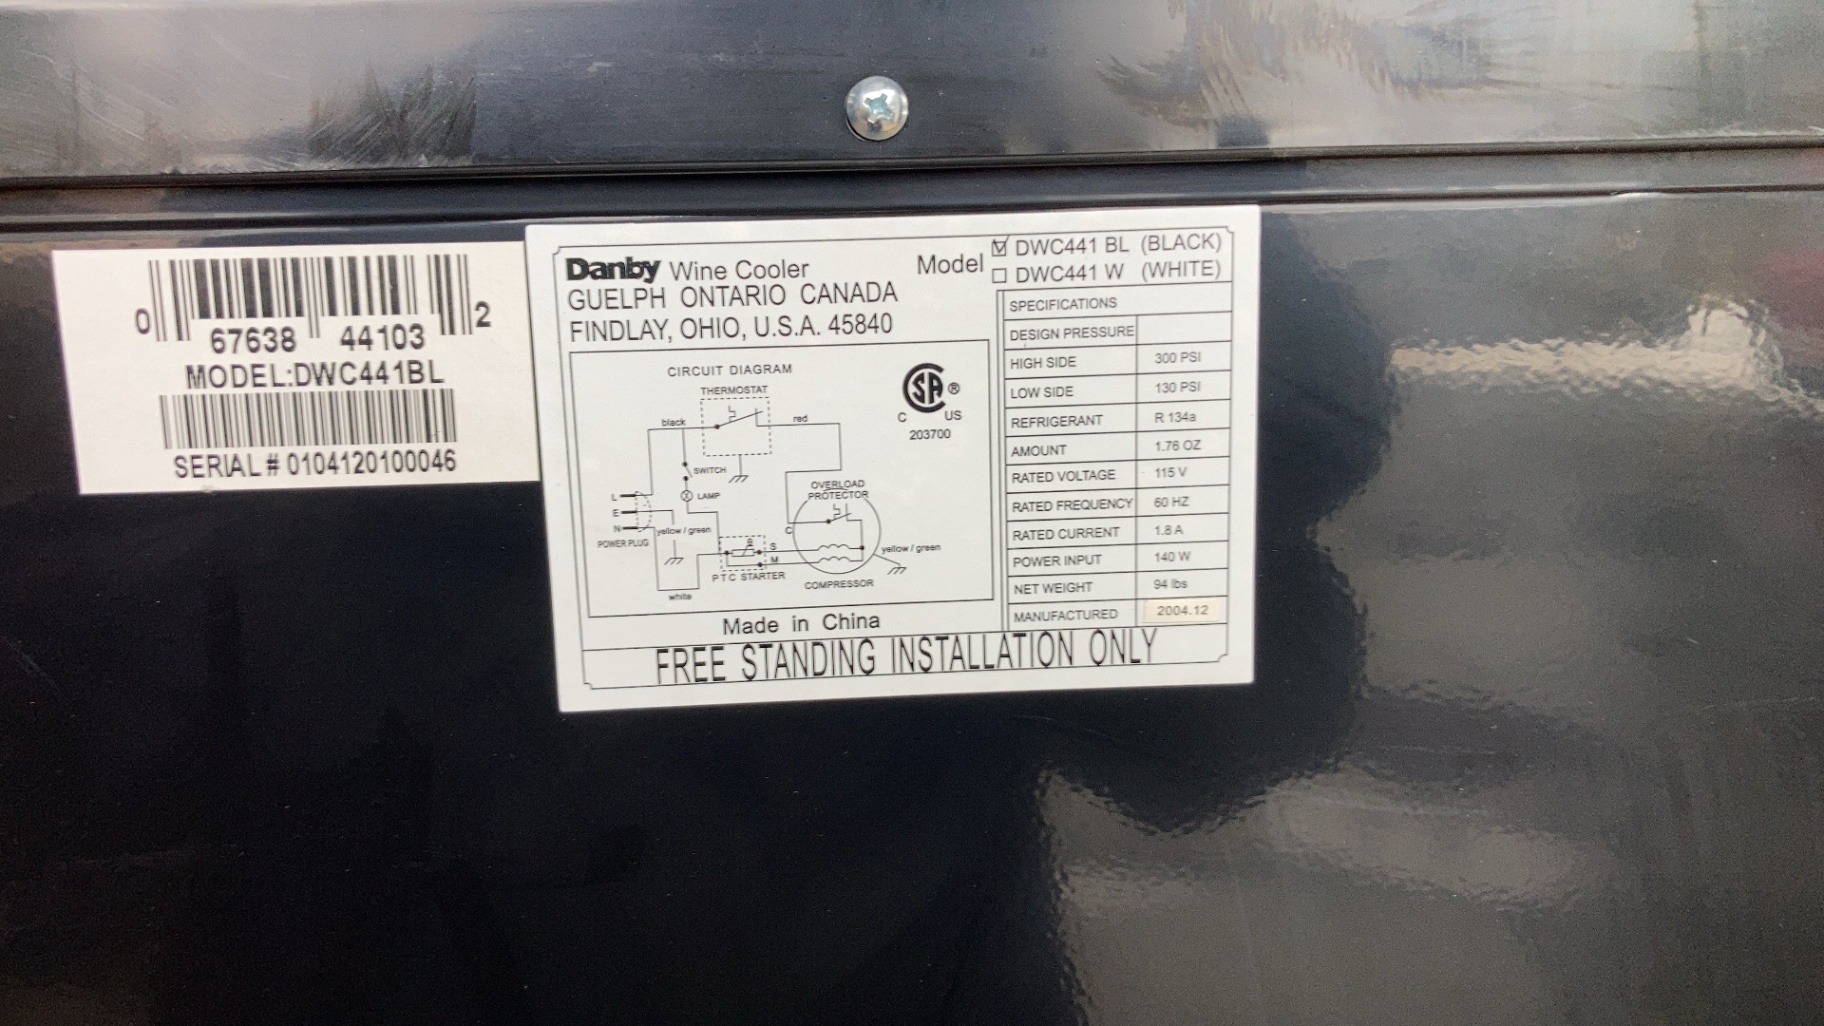 0 67638 44103 2
MODEL:DWC441BL
SERIAL# 0104120100046
Danby Wine Cooler
GUELPH ONTARIO CANADA
FINDLAY, OHIO, U.S.A. 45840
Model
DWC441 BL (BLACK)
DWC441 W (WHITE)
CIRCUIT DIAGRAM
THERMOSTAT
black
red
SWITCH
LAMP
L
E
N
POWER PLUG
yellow / green
white
PTC STARTER
S
M
C
OVERLOAD
PROTECTOR
yellow / green
COMPRESSOR
SA ®
C US
203700
SPECIFICATIONS
DESIGN PRESSURE
HIGH SIDE 300 PSI
LOW SIDE 130 PSI
REFRIGERANT R 134a
AMOUNT 1.76 OZ
RATED VOLTAGE 115 V
RATED FREQUENCY 60 HZ
RATED CURRENT 1.8 A
POWER INPUT 140 W
NET WEIGHT 94 lbs
MANUFACTURED 2004.12
Made in China
FREE STANDING INSTALLATION ONLY